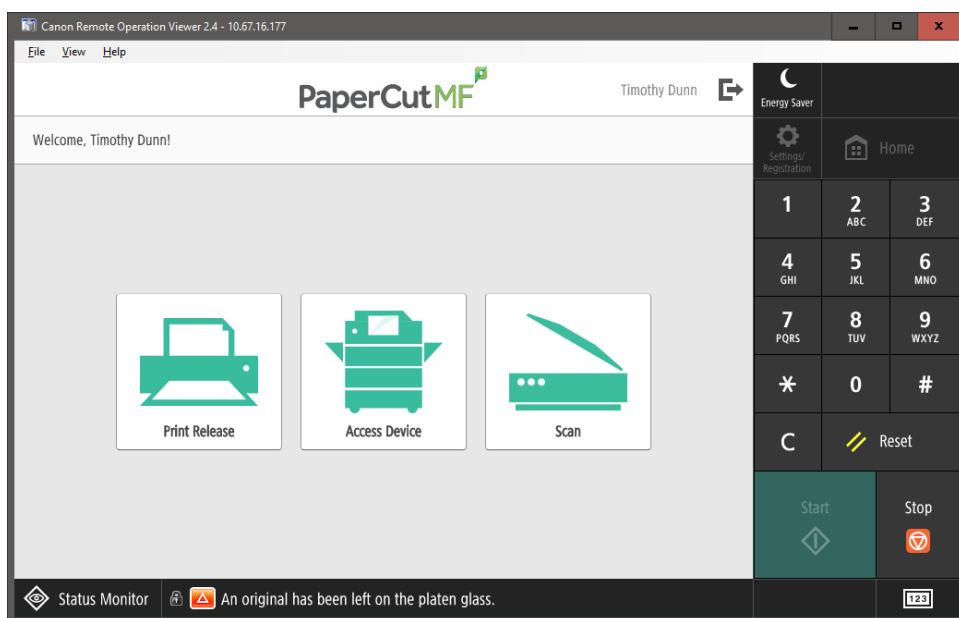 Canon Remote Operation Viewer 2.4 - 10.67.16.177
File View Help
PaperCutMF
Timothy Dunn
Energy Saver
Welcome, Timothy Dunn!
Settings/
Registration
Home
1
2
ABC
3
DEF
4
GHI
5
JKL
6
MNO
7
PQRS
8
TUV
9
WXYZ
*
0
#
Print Release
Access Device
Scan
C
Reset
Start
Stop
Status Monitor
An original has been left on the platen glass.
123